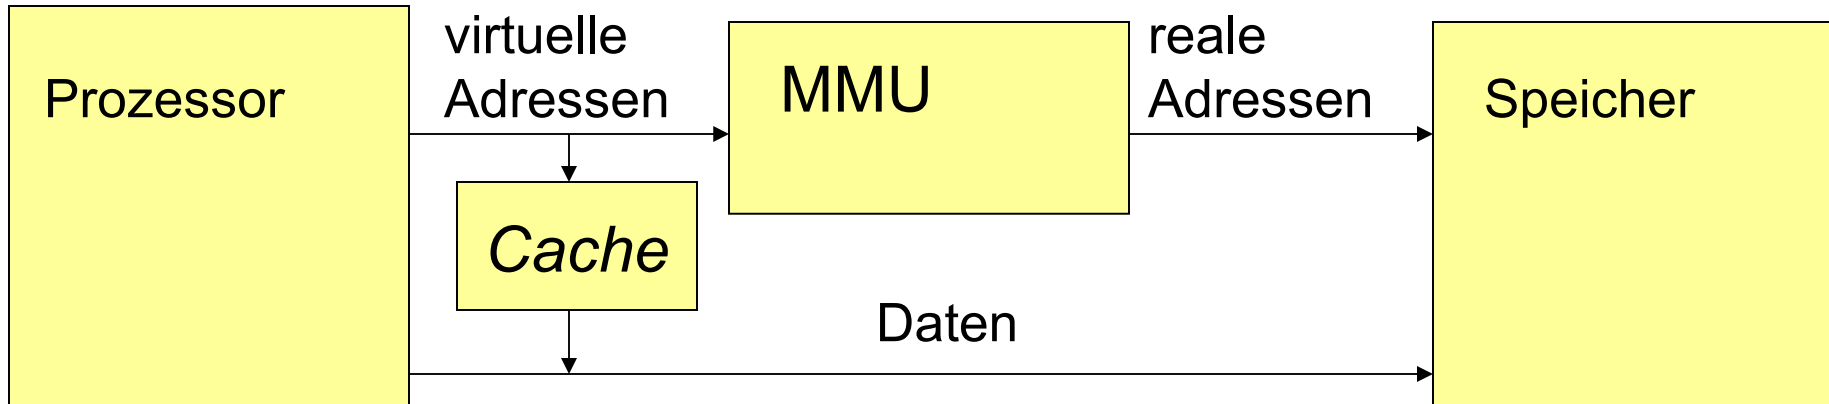 Prozessor
virtuelle
Adressen
MMU
reale
Adressen
Speicher
Cache
Daten